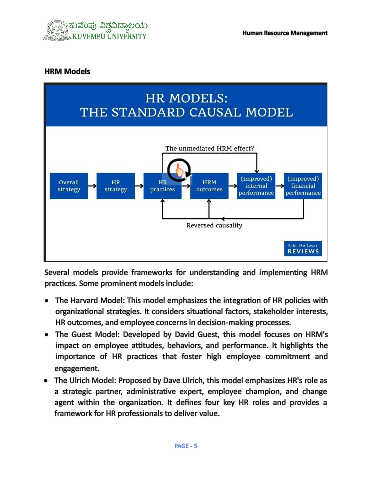 ಕುವೆಂಪು ವಿಶ್ವವಿದ್ಯಾಲಯ
KUVEMPU UNIVERSITY
Human Resource Management
HRM Models
HR MODELS:
THE STANDARD CAUSAL MODEL
The unmediated HRM effect?
Overall
strategy
HR
strategy
HR
practices
HRM
outcomes
(improved)
internal
performance
(improved)
financial
performance
Reversed causality
REVIEWS
Several models provide frameworks for understanding and implementing HRM
practices. Some prominent models include:
• The Harvard Model: This model emphasizes the integration of HR policies with
organizational strategies. It considers situational factors, stakeholder interests,
HR outcomes, and employee concerns in decision-making processes.
• The Guest Model: Developed by David Guest, this model focuses on HRM's
impact on employee attitudes, behaviors, and performance. It highlights the
importance of HR practices that foster high employee commitment and
engagement.
• The Ulrich Model: Proposed by Dave Ulrich, this model emphasizes HR's role as
a strategic partner, administrative expert, employee champion, and change
agent within the organization. It defines four key HR roles and provides a
framework for HR professionals to deliver value.
PAGE - 5